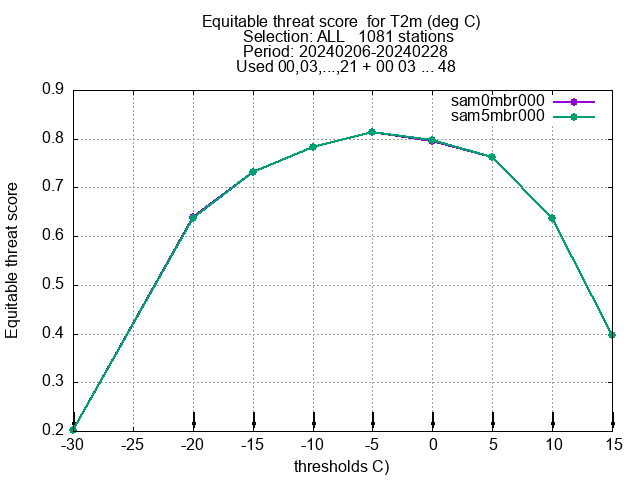 Equitable threat score  for T2m (deg C)
Selection: ALL   1081 stations
Period: 20240206-20240228
Used 00,03,...,21 + 00 03 ... 48
sam0mbr000
sam5mbr000
0.9
0.8
0.7
0.6
0.5
0.4
0.3
0.2
Equitable threat score
-30 -20 -15 -10 -5 0 5 10 15
thresholds C)